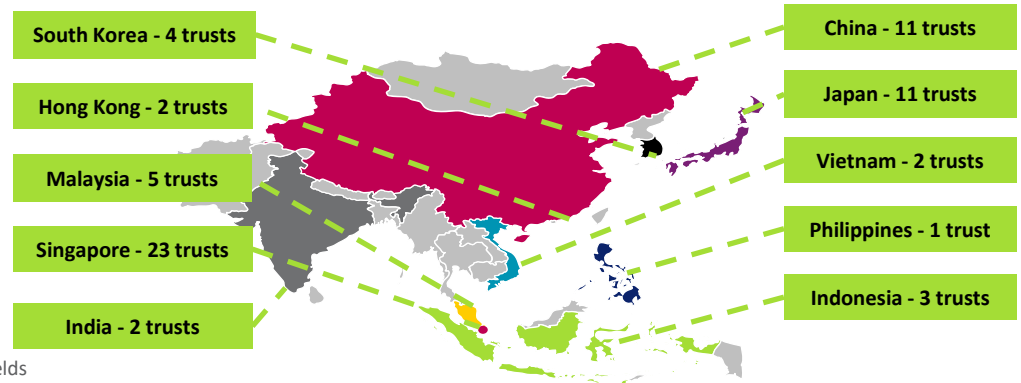 South Korea - 4 trusts
Hong Kong - 2 trusts
Malaysia - 5 trusts
Singapore - 23 trusts
India - 2 trusts
China - 11 trusts
Japan - 11 trusts
Vietnam - 2 trusts
Philippines - 1 trust
Indonesia - 3 trusts
elds